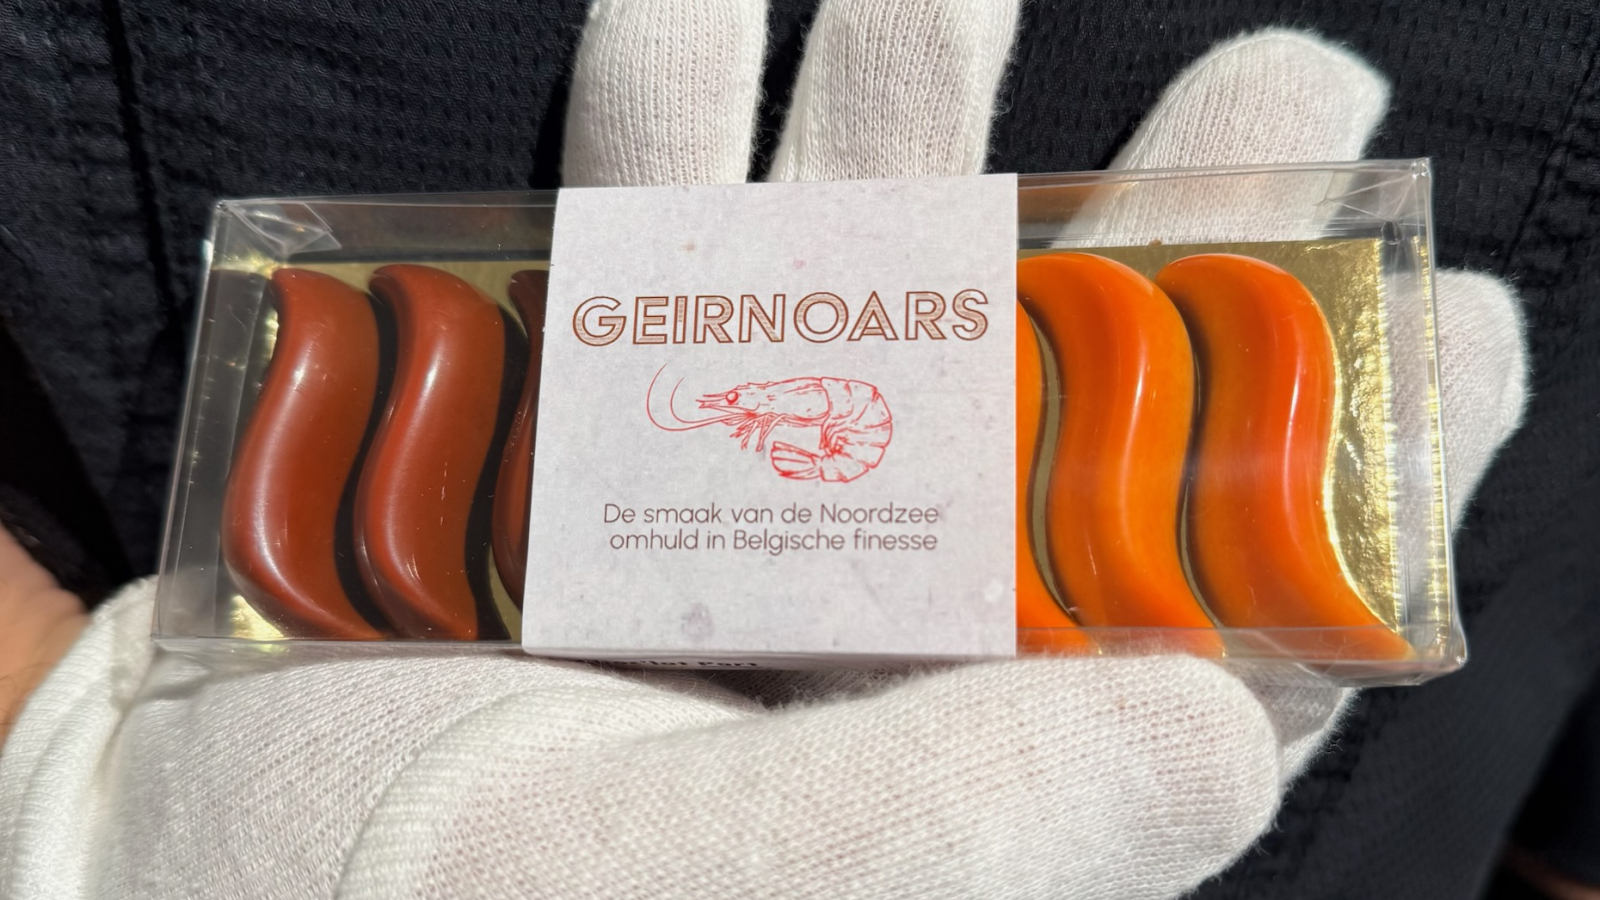 GEIRNOARS
De smaak van de Noordzee
omhuld in Belgische finesse